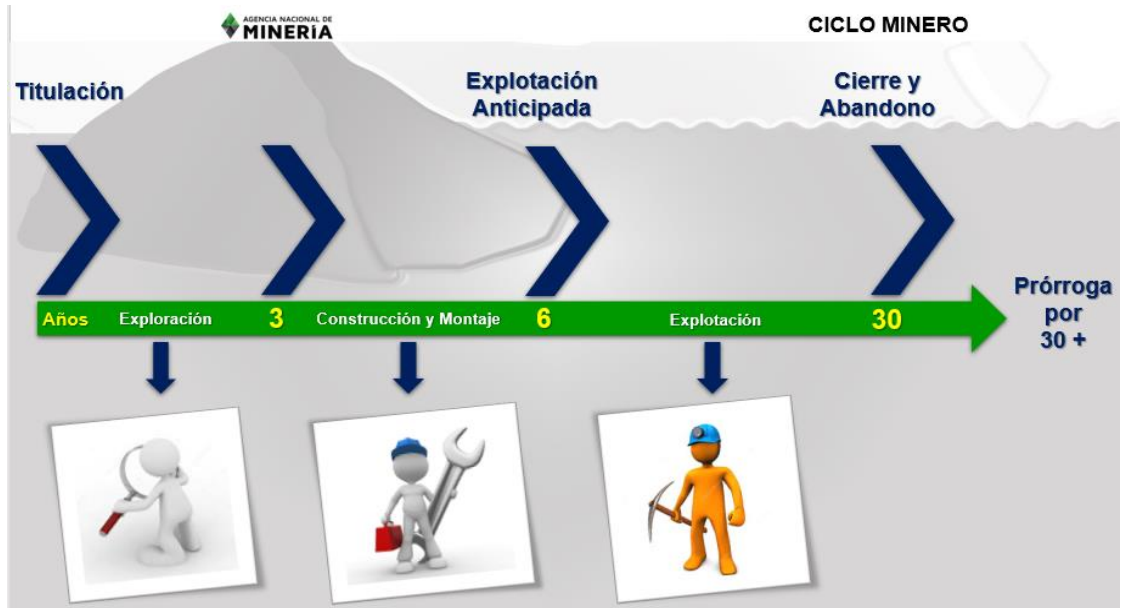 AGENCIA NACIONAL DE
MINERÍA
CICLO MINERO
Titulación
Explotación
Anticipada
Cierre y
Abandono
Años Exploración 3 Construcción y Montaje 6 Explotación 30
Prórroga
por
30 +